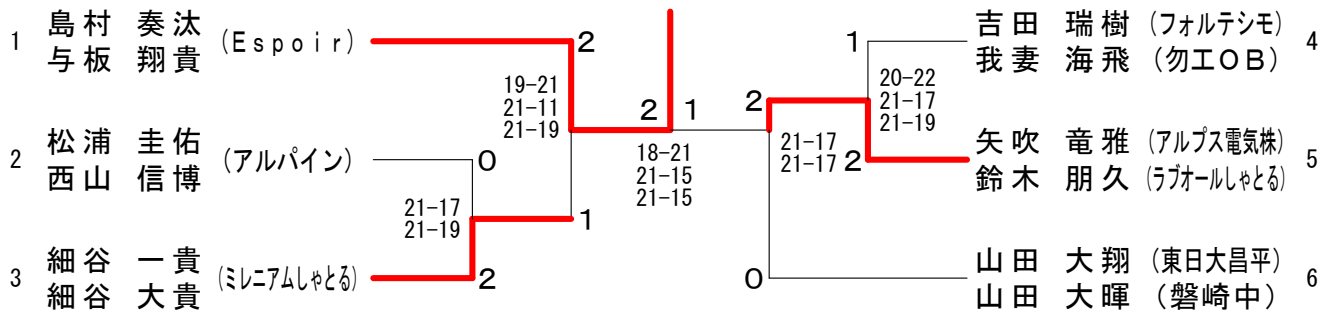 1 島村 奏汰 (Espoir)
与板 翔貴
2
19-21
21-11
21-19
2 松浦 圭佑 (アルパイン)
西山 信博
0
21-17
21-19
1
3 細谷 一貴 (ミレニアムしゃとる)
細谷 大貴
2
2 1
18-21
21-15
21-15
吉田 瑞樹 (フォルテシモ) 4
我妻 海飛 (勿工OB)
1
20-22
21-17
21-19
2
21-17
21-17
矢吹 竜雅 (アルプス電気株) 5
鈴木 朋久 (ラブオールしゃとる)
2
0
山田 大翔 (東日大昌平) 6
山田 大暉 (磐崎中)